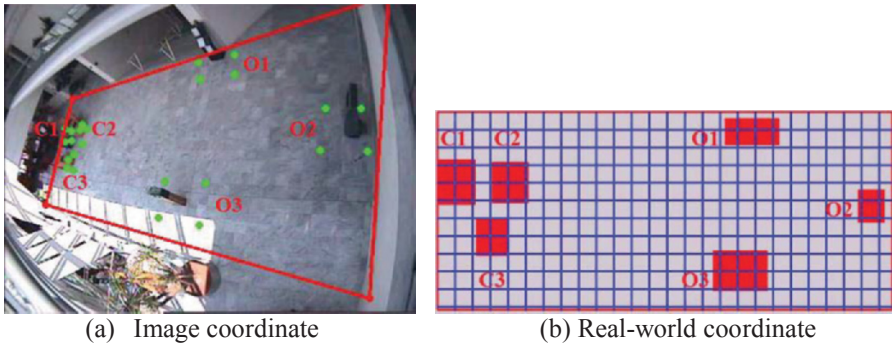 O1
C1 C2
O2
C3
O3
C1 C2 O1
O2
C3 O3
(a) Image coordinate
(b) Real-world coordinate